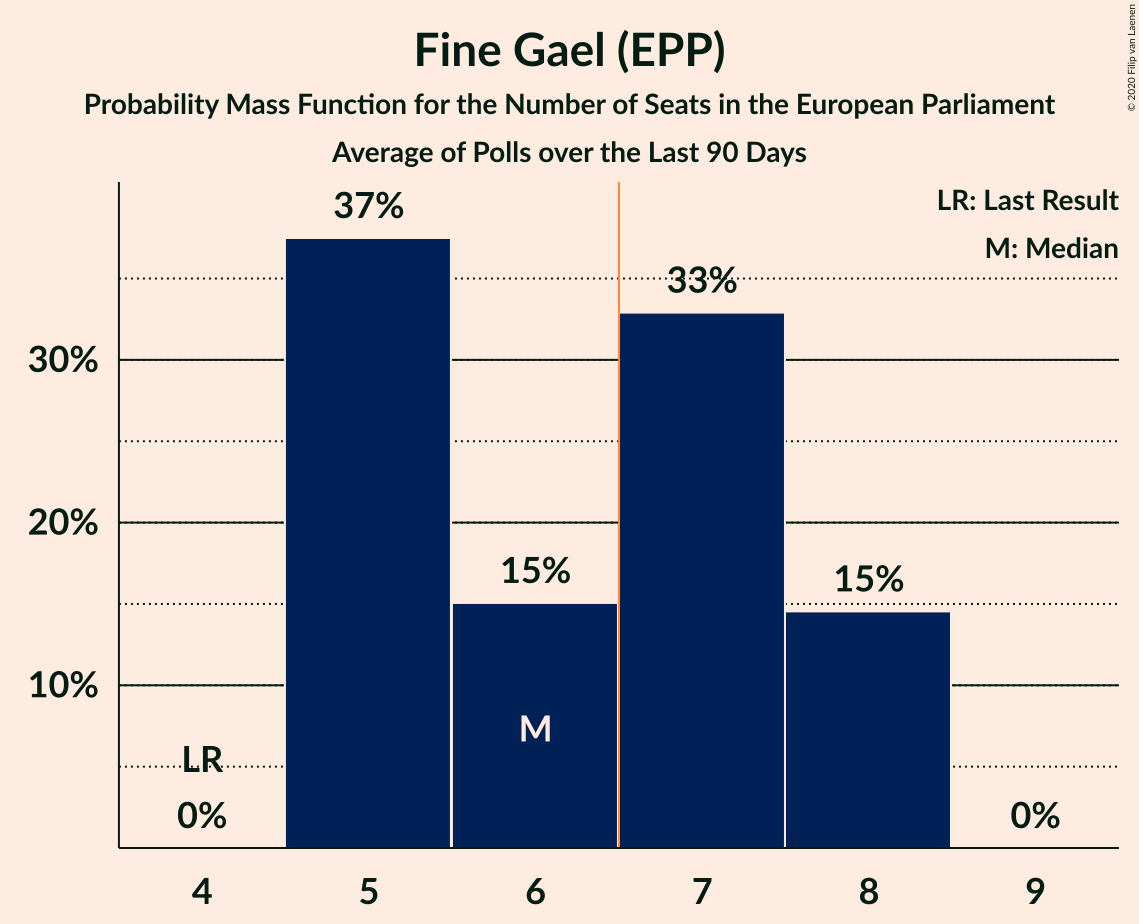 Fine Gael (EPP)
Probability Mass Function for the Number of Seats in the European Parliament
Average of Polls over the Last 90 Days
© 2020 Filip van Laenen
LR: Last Result
M: Median
37%
33%
30%
20%
15%
15%
10%
M
LR
0%
0%
4 5 6 7 8 9